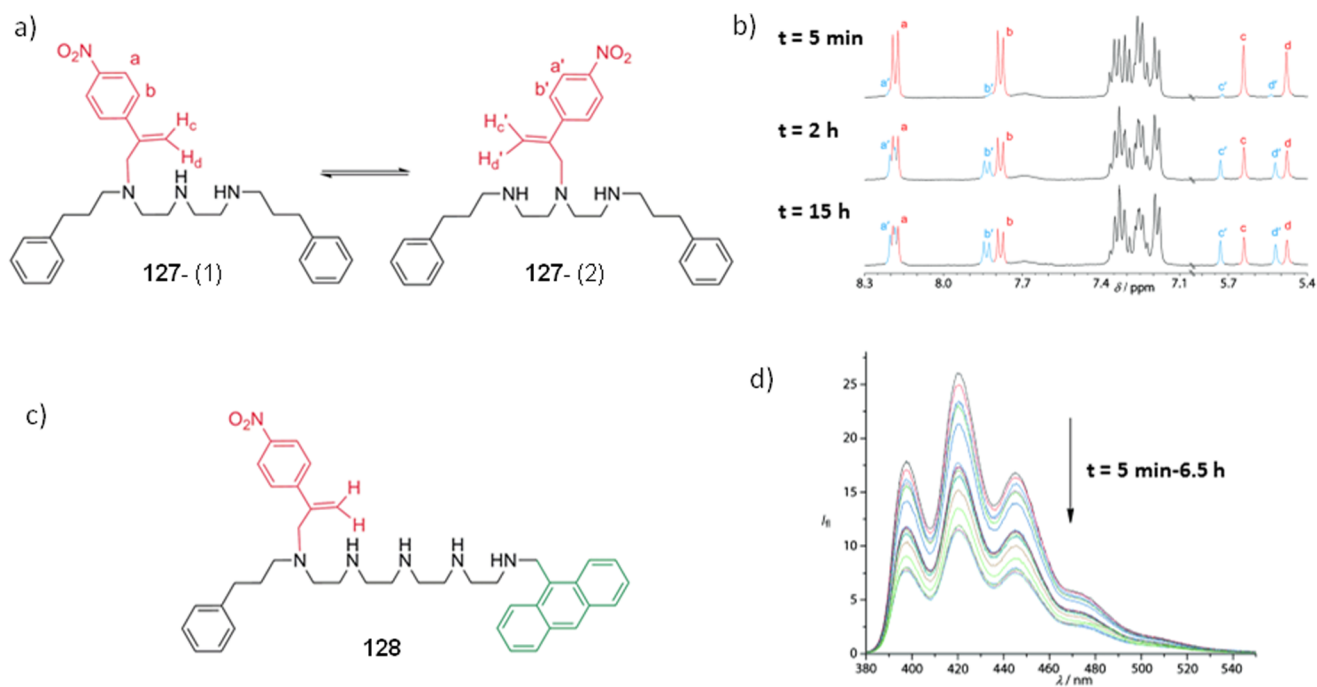 a)
O₂N
a
b
Hc
Hd
N
H
N
HN
127- (1)
NO₂
a'
b'
Hc'
Hd'
NH
N
HN
127- (2)
b)
t = 5 min
a' a b' b c' c d' d
t = 2 h
a' a b' b c' c d' d
t = 15 h
a' a b' b c' c d' d
8.3 8.0 7.7 7.4 7.1 5.7 5.4
δ / ppm
c)
O₂N
H
H
N
H
N
H
N
H
N
HN
128
d)
t = 5 min-6.5 h
Ifl
25
20
15
10
5
0
380 400 420 440 460 480 500 520 540
λ / nm